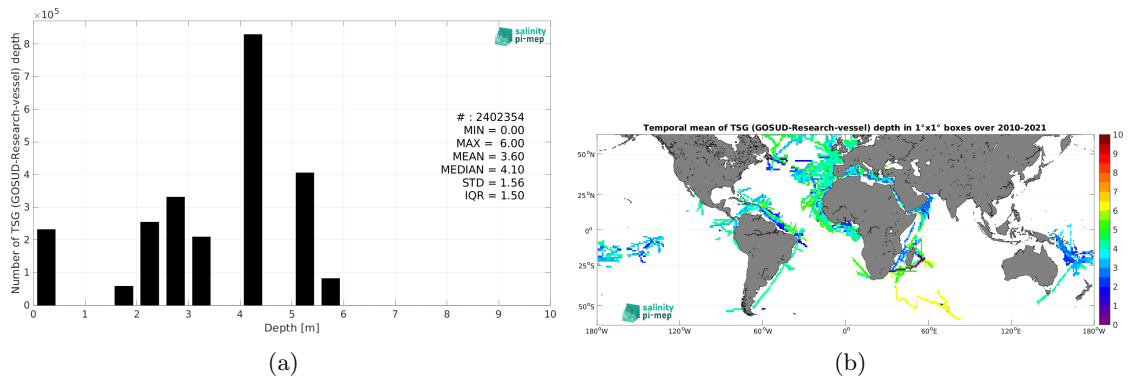 ×10⁵
8
7
6
5
4
3
2
1
0
Number of TSG (GOSUD-Research-vessel) depth
salinity
pi-mep
# : 2402354
MIN = 0.00
MAX = 6.00
MEAN = 3.60
MEDIAN = 4.10
STD = 1.56
IQR = 1.50
0 1 2 3 4 5 6 7 8 9 10
Depth [m]
(a)
Temporal mean of TSG (GOSUD-Research-vessel) depth in 1°x1° boxes over 2010-2021
50°N
25°N
0°
25°S
50°S
salinity
pi-mep
180°W 120°W 60°W 0° 60°E 120°E 180°W
10
9
8
7
6
5
4
3
2
1
0
(b)